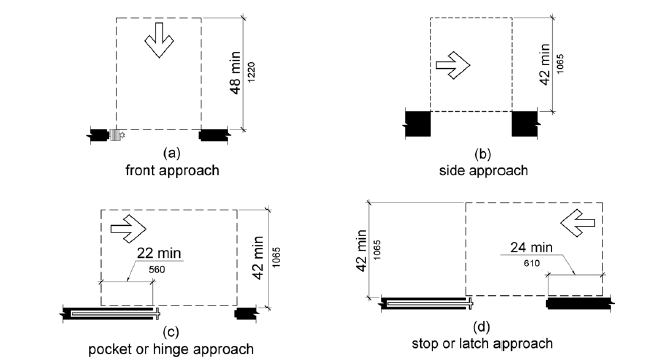 48 min
1220
(a)
front approach
42 min
1065
(b)
side approach
22 min
560
42 min
1065
(c)
pocket or hinge approach
42 min
1065
24 min
610
(d)
stop or latch approach